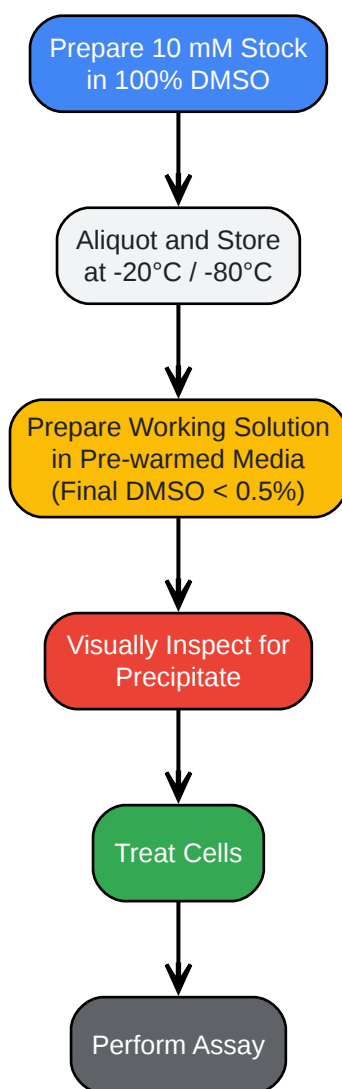 Prepare 10 mM Stock
in 100% DMSO
Aliquot and Store
at -20°C / -80°C
Prepare Working Solution
in Pre-warmed Media
(Final DMSO < 0.5%)
Visually Inspect for
Precipitate
Treat Cells
Perform Assay